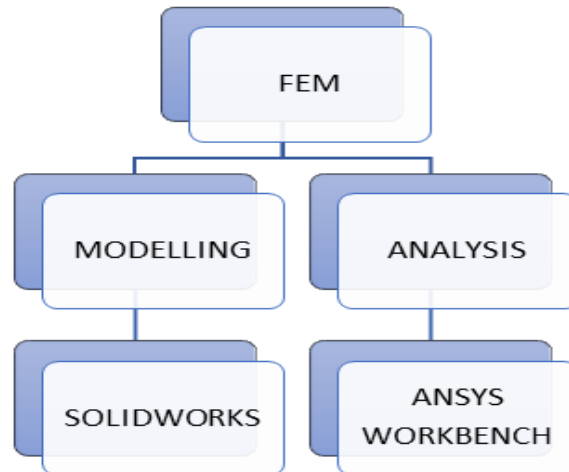 FEM
MODELLING
ANALYSIS
SOLIDWORKS
ANSYS
WORKBENCH